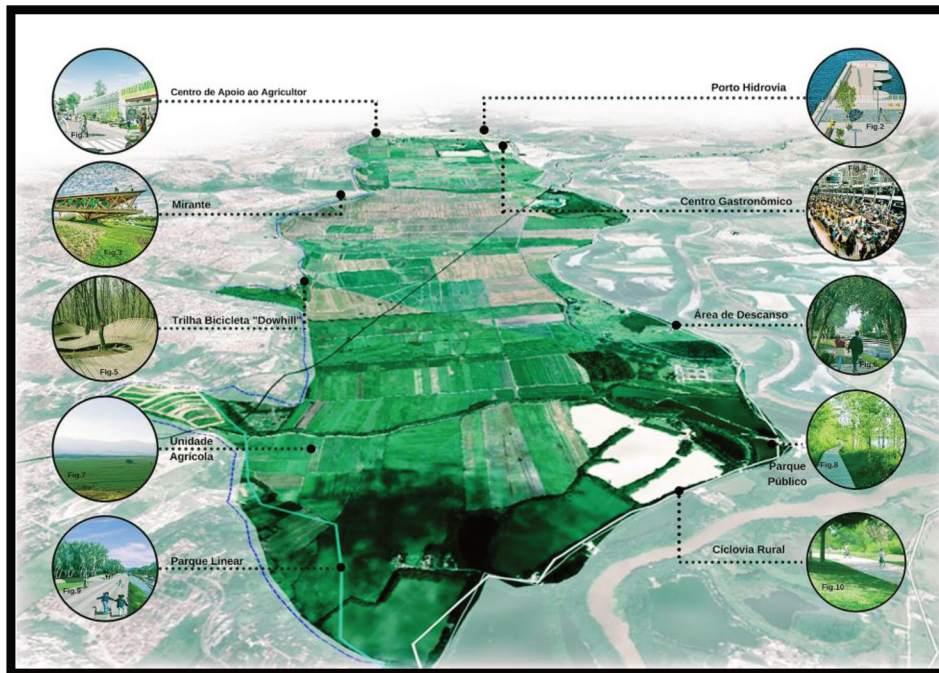 Centro de Apoio ao Agricultor
Fig.1
Porto Hidrovia
Fig.2
Mirante
Fig.3
Centro Gastronômico
Trilha Bicicleta "Dowhill"
Fig.5
Área de Descanso
Fig.6
Unidade
Agrícola
Fig.7
Parque
Público
Fig.8
Parque Linear
Fig.9
Ciclovia Rural
Fig.10